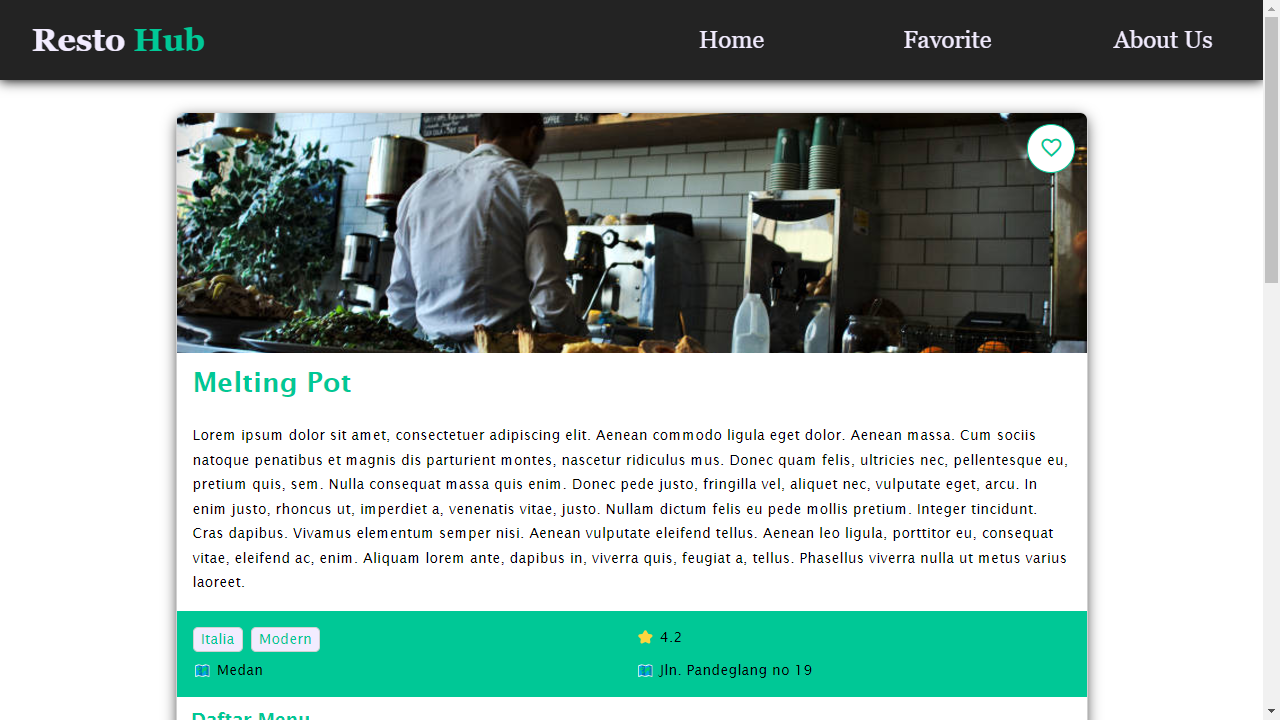 Resto Hub
Home
Favorite
About Us
COFFEE £3.50
Melting Pot
Lorem ipsum dolor sit amet, consectetuer adipiscing elit. Aenean commodo ligula eget dolor. Aenean massa. Cum sociis
natoque penatibus et magnis dis parturient montes, nascetur ridiculus mus. Donec quam felis, ultricies nec, pellentesque eu,
pretium quis, sem. Nulla consequat massa quis enim. Donec pede justo, fringilla vel, aliquet nec, vulputate eget, arcu. In
enim justo, rhoncus ut, imperdiet a, venenatis vitae, justo. Nullam dictum felis eu pede mollis pretium. Integer tincidunt.
Cras dapibus. Vivamus elementum semper nisi. Aenean vulputate eleifend tellus. Aenean leo ligula, porttitor eu, consequat
vitae, eleifend ac, enim. Aliquam lorem ante, dapibus in, viverra quis, feugiat a, tellus. Phasellus viverra nulla ut metus varius
laoreet.
Italia
Modern
4.2
Medan
Jln. Pandeglang no 19
Daftar Menu